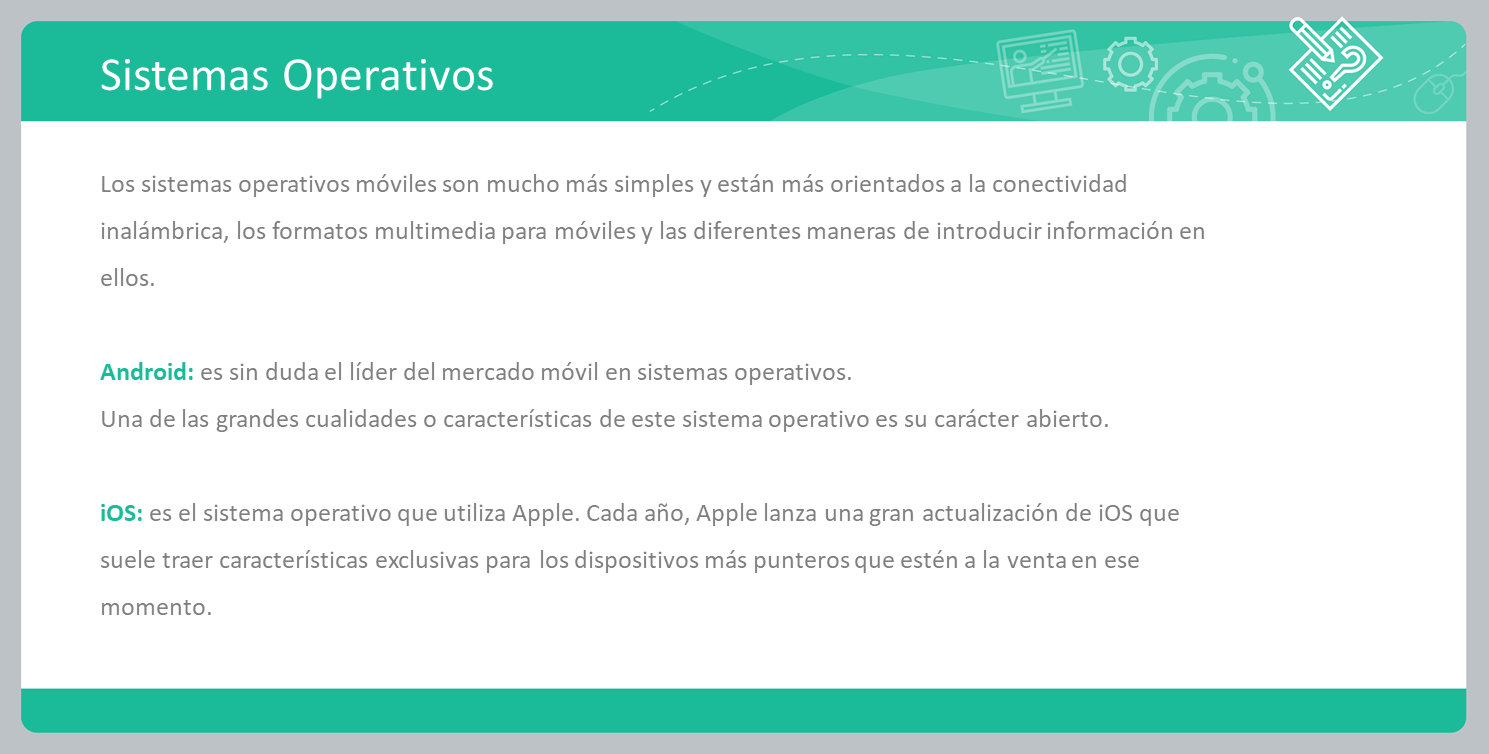 Sistemas Operativos
Los sistemas operativos móviles son mucho más simples y están más orientados a la conectividad
inalámbrica, los formatos multimedia para móviles y las diferentes maneras de introducir información en
ellos.
Android: es sin duda el líder del mercado móvil en sistemas operativos.
Una de las grandes cualidades o características de este sistema operativo es su carácter abierto.
iOS: es el sistema operativo que utiliza Apple. Cada año, Apple lanza una gran actualización de iOS que
suele traer características exclusivas para los dispositivos más punteros que estén a la venta en ese
momento.